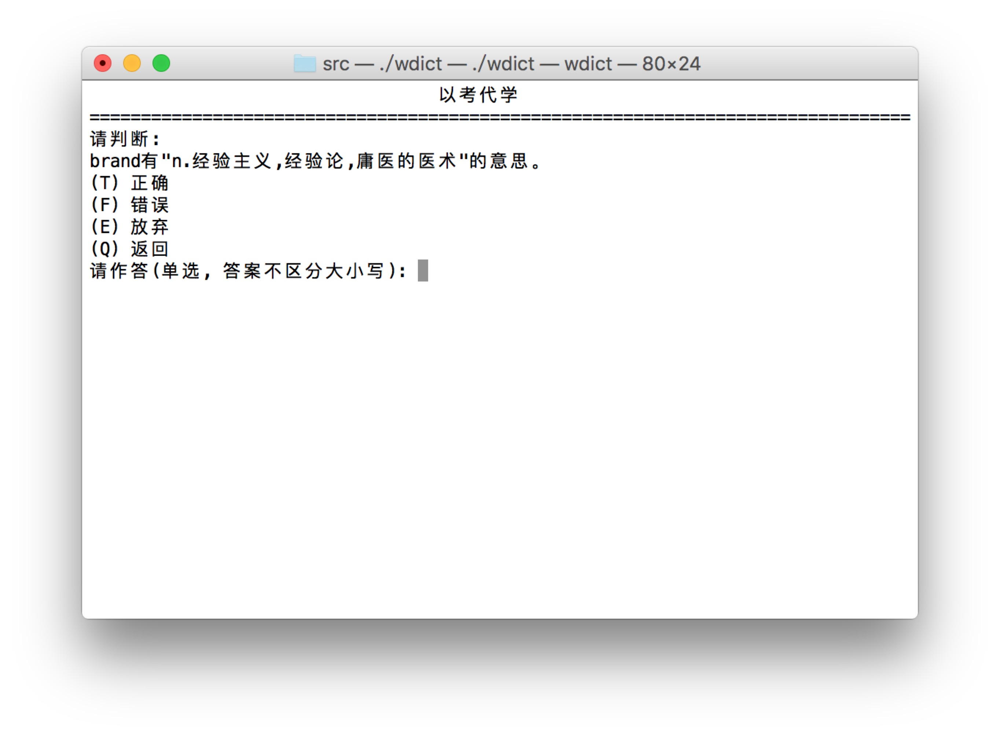 src — ./wdict — ./wdict — wdict — 80×24
以考代学
================================================================================
请判断:
brand有"n.经验主义,经验论,庸医的医术"的意思。
(T) 正确
(F) 错误
(E) 放弃
(Q) 返回
请作答(单选, 答案不区分大小写):